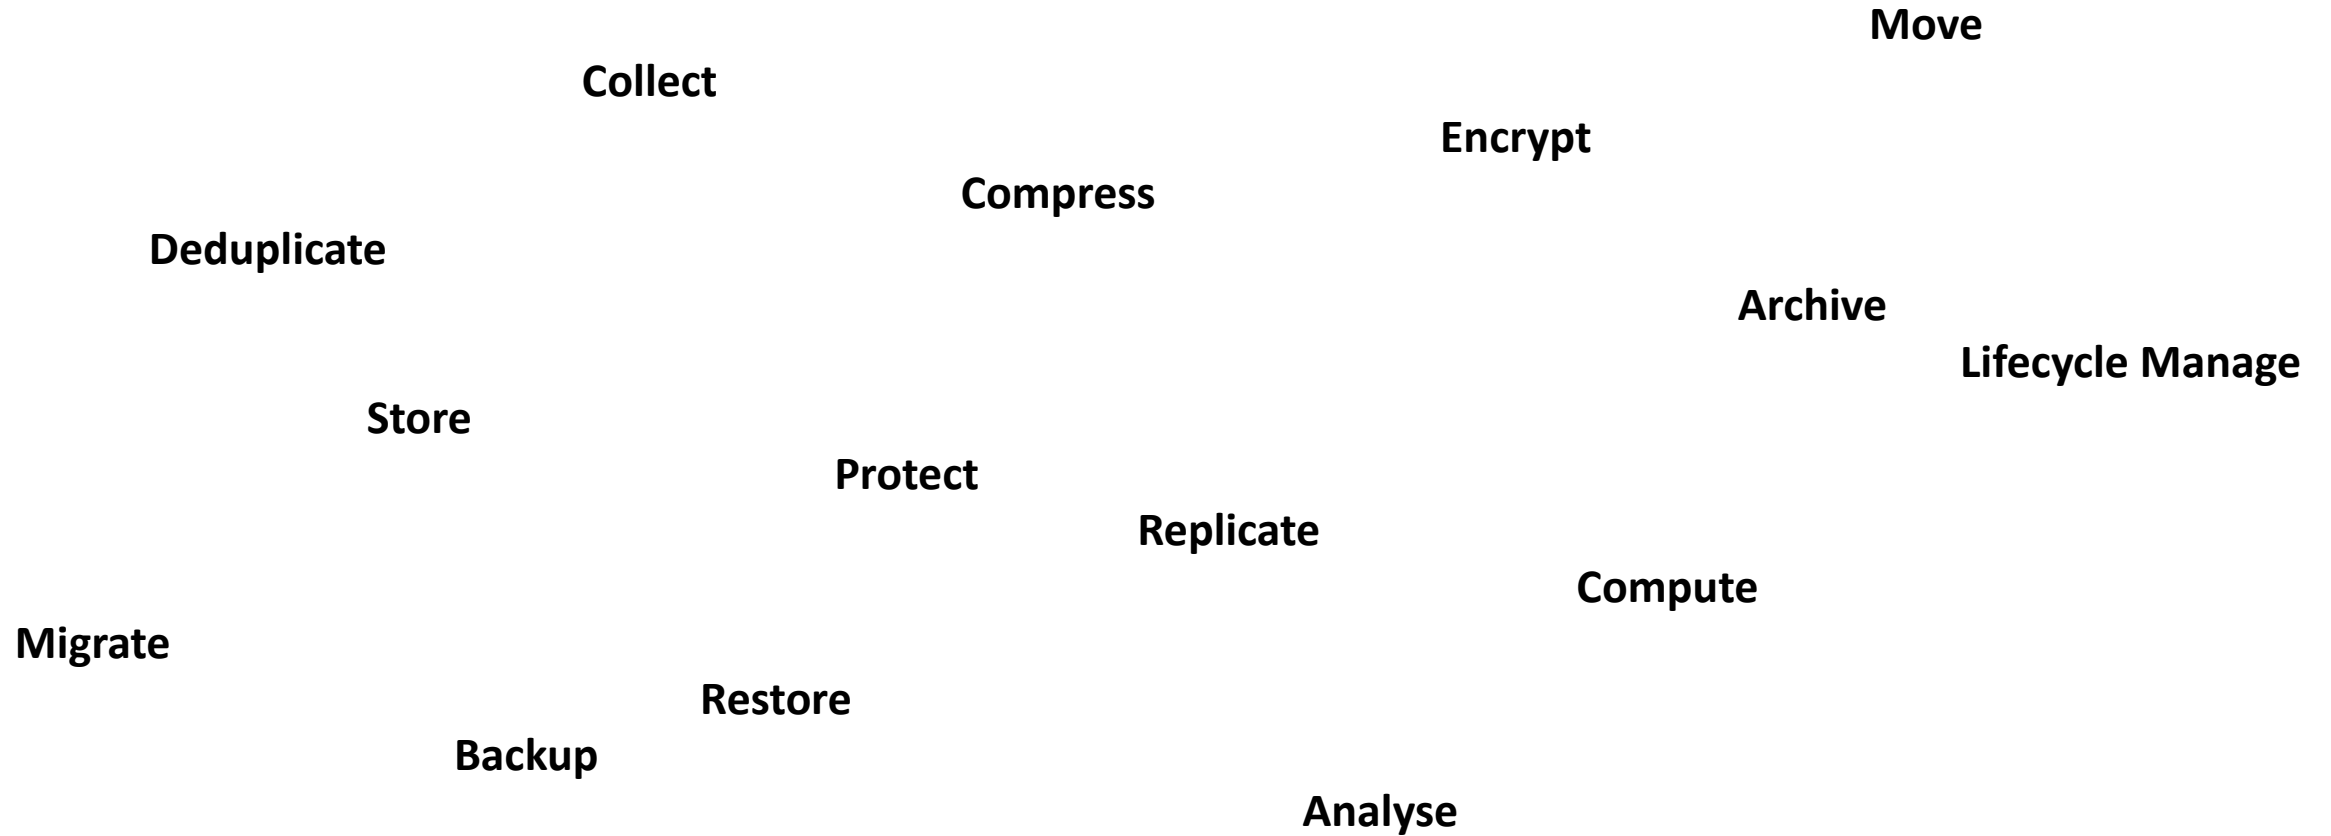 Move
Collect
Encrypt
Compress
Deduplicate
Archive
Lifecycle Manage
Store
Protect
Replicate
Compute
Migrate
Restore
Backup
Analyse